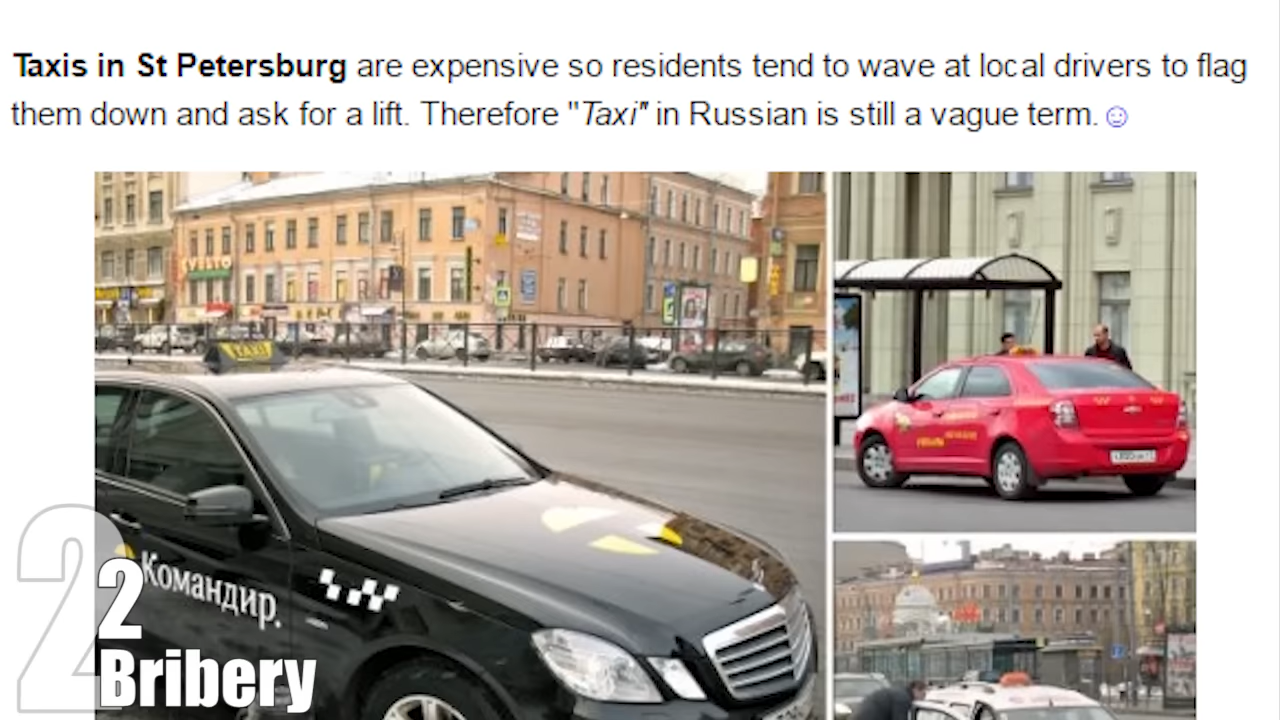 Taxis in St Petersburg are expensive so residents tend to wave at local drivers to flag
them down and ask for a lift. Therefore "Taxi" in Russian is still a vague term.
TAXI
Командир.
2
2
Bribery